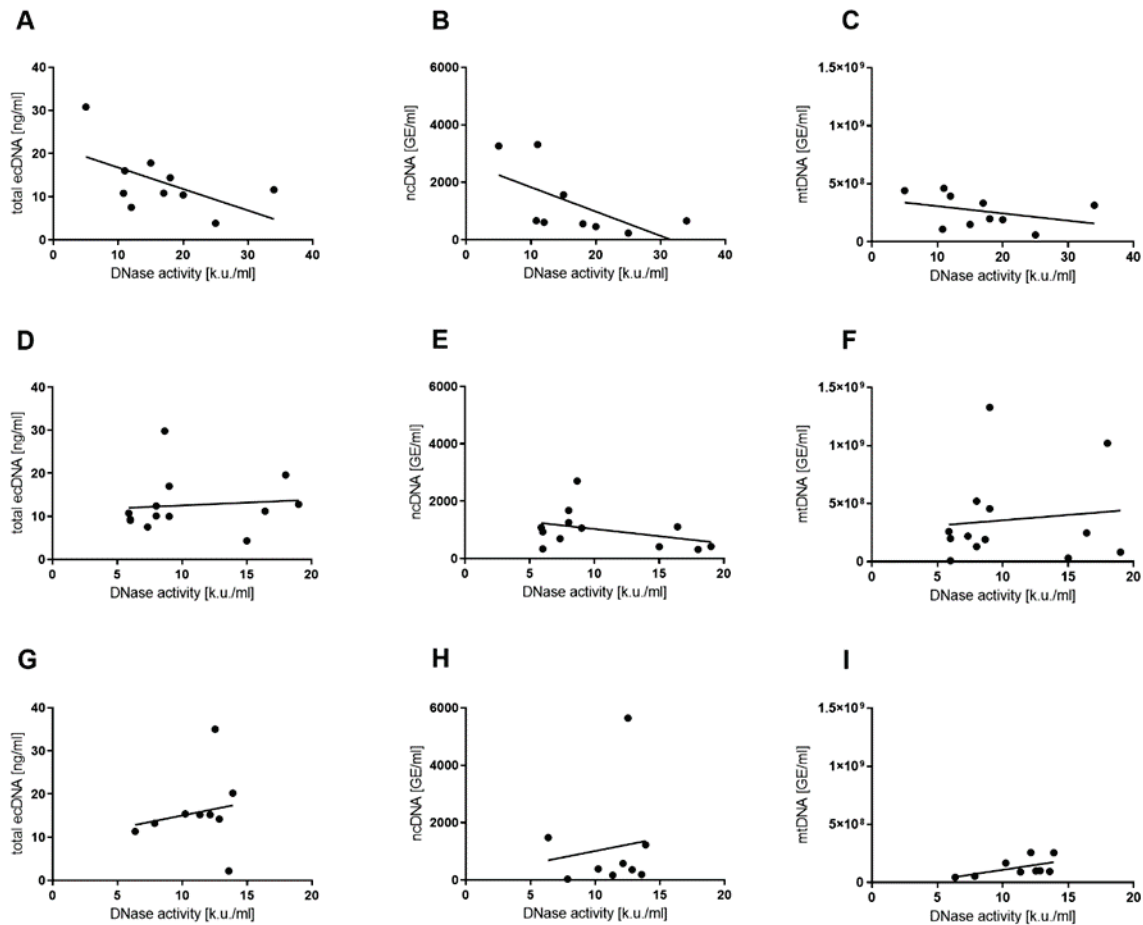 A
B
C
total ecDNA [ng/ml]
40
30
20
10
0
0 10 20 30 40
DNase activity [k.u./ml]
ncDNA [GE/ml]
6000
4000
2000
0
0 10 20 30 40
DNase activity [k.u./ml]
mtDNA [GE/ml]
1.5×10⁹
1×10⁹
5×10⁸
0
0 10 20 30 40
DNase activity [k.u./ml]
D
E
F
total ecDNA [ng/ml]
40
30
20
10
0
0 5 10 15 20
DNase activity [k.u./ml]
ncDNA [GE/ml]
6000
4000
2000
0
0 5 10 15 20
DNase activity [k.u./ml]
mtDNA [GE/ml]
1.5×10⁹
1×10⁹
5×10⁸
0
0 5 10 15 20
DNase activity [k.u./ml]
G
H
I
total ecDNA [ng/ml]
40
30
20
10
0
0 5 10 15 20
DNase activity [k.u./ml]
ncDNA [GE/ml]
6000
4000
2000
0
0 5 10 15 20
DNase activity [k.u./ml]
mtDNA [GE/ml]
1.5×10⁹
1×10⁹
5×10⁸
0
0 5 10 15 20
DNase activity [k.u./ml]